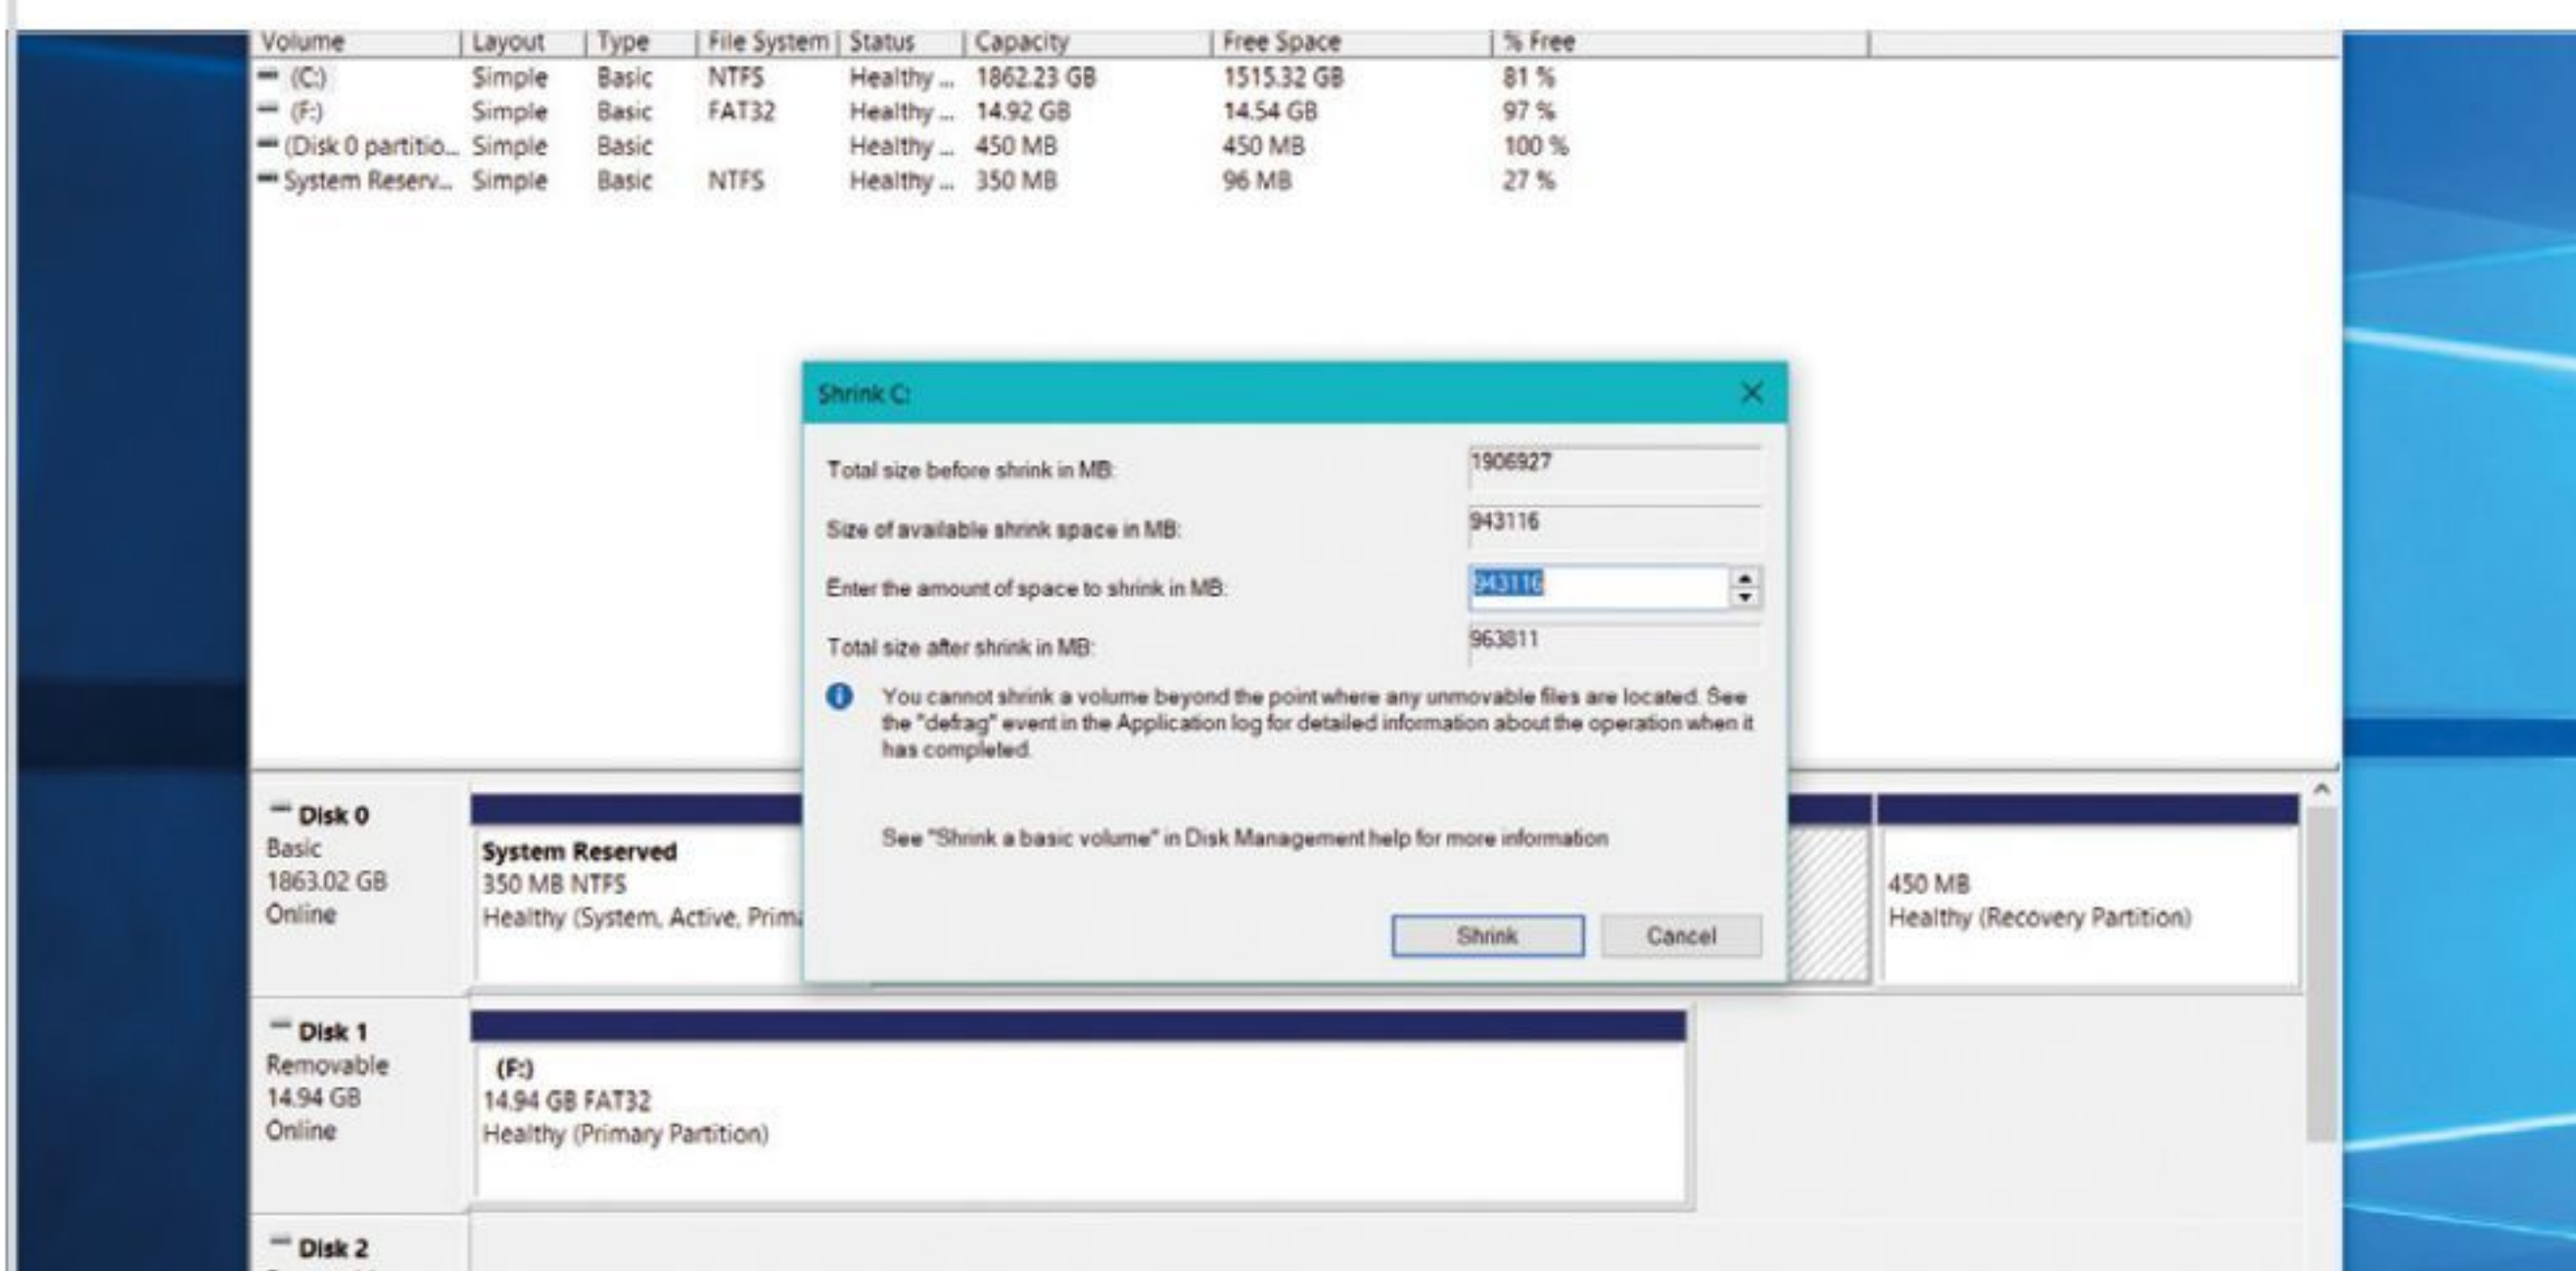 Volume Layout Type File System Status Capacity Free Space % Free
(C:) Simple Basic NTFS Healthy ... 1862.23 GB 1515.32 GB 81 %
(F:) Simple Basic FAT32 Healthy ... 14.92 GB 14.54 GB 97 %
(Disk 0 partitio... Simple Basic Healthy ... 450 MB 450 MB 100 %
System Reserv... Simple Basic NTFS Healthy ... 350 MB 96 MB 27 %
Shrink C:
Total size before shrink in MB: 1906927
Size of available shrink space in MB: 943116
Enter the amount of space to shrink in MB: 943116
Total size after shrink in MB: 963811
You cannot shrink a volume beyond the point where any unmovable files are located. See
the "defrag" event in the Application log for detailed information about the operation when it
has completed.
See "Shrink a basic volume" in Disk Management help for more information
Shrink Cancel
Disk 0
Basic
1863.02 GB
Online
System Reserved
350 MB NTFS
Healthy (System, Active, Prima
450 MB
Healthy (Recovery Partition)
Disk 1
Removable
14.94 GB
Online
(F:)
14.94 GB FAT32
Healthy (Primary Partition)
Disk 2